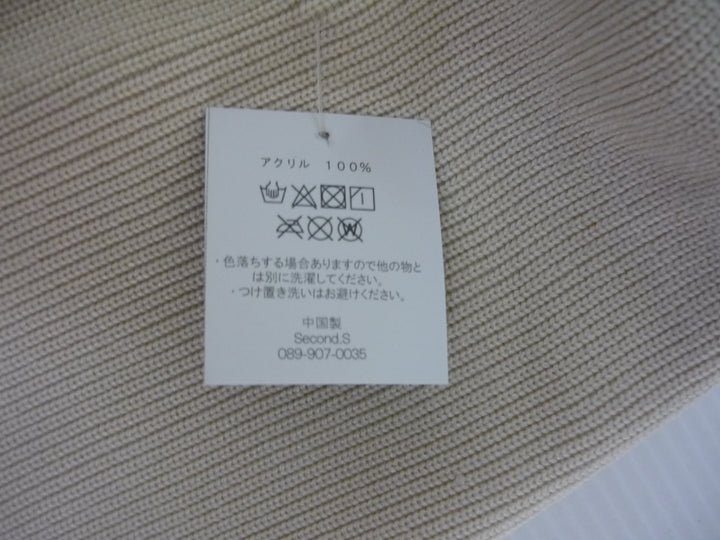 アクリル 100%
・色落ちする場合ありますので他の物と
は別に洗濯してください。
・つけ置き洗いはお避けください。
中国製
Second.S
089-907-0035